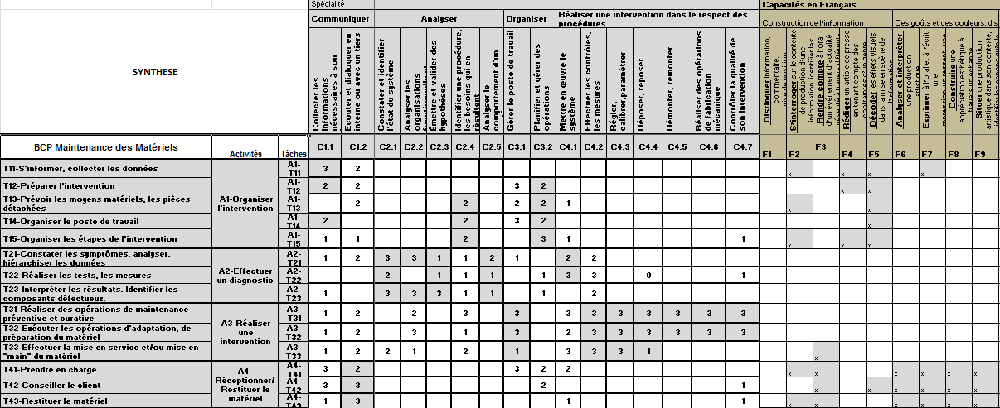 Spécialité
Capacités en Français
Communiquer
Analyser
Organiser
Réaliser une intervention dans le respect des
procédures
Construction de l'information
Des goûts et des couleurs, dis
SYNTHESE
Collecter les
informations
nécessaires à son
Ecouter et dialoguer en
interne ou avec un tiers
Constater et identifier
l'état du système
Analyser les
organisations
Émettre et valider des
hypothèses
Identifier une procédure,
les besoins qui en
Analyser le
comportement d'un
Gérer le poste de travail
Planifier et gérer des
opérations
Mettre en œuvre le
système
Effectuer les contrôles,
les mesures
Régler,
calibrer,paramétrer
Déposer, reposer
Démonter, remonter
Réaliser des opérations
de fabrication
mécanique
Contrôler la qualité de
son intervention
Distinguer information,
commentaire,
prise de position
S'interroger sur le contexte
de production d'une
information, identifier les
Rendre compte à l'oral
d'un événement d'actualité
Rédiger un article de presse
en tenant compte des
contraintes d'un genre
Décoder les effets visuels
dans la mise en scène de
l'information
Analyser et interpréter
une production
artistique
Exprimer à l'oral et à l'écrit
une
impression, un ressenti, une
Construire une
appréciation esthétique à
travers un échange
Situer une production
artistique dans son contexte,
identifier les canons qu'elle
BCP Maintenance des Matériels
Activités
Tâches
C1.1 C1.2 C2.1 C2.2 C2.3 C2.4 C2.5 C3.1 C3.2 C4.1 C4.2 C4.3 C4.4 C4.5 C4.6 C4.7 F1 F2 F3 F4 F5 F6 F7 F8 F9
T11-S'informer, collecter les données
A1-Organiser
l'intervention
A1-
T11
3 2 x x x x
T12-Préparer l'intervention
A1-
T12
2 2 3 2 x x
T13-Prévoir les moyens matériels, les pièces
détachées
A1-
T13
2 2 2 2 1 x x
T14-Organiser le poste de travail
A1-
T14
2 2 3 2 x
T15-Organiser les étapes de l'intervention
A1-
T15
1 1 2 3 1 1 x x x
T21-Constater les symptômes, analyser,
hiérarchiser les données
A2-Effectuer
un diagnostic
A2-
T21
1 2 3 3 1 1 2 1 2 2
T22-Réaliser les tests, les mesures
A2-
T22
2 1 1 1 1 3 3 0 1
T23-Interpréter les résultats. Identifier les
composants défectueux.
A2-
T23
1 3 3 3 1 1 1 2
T31-Réaliser des opérations de maintenance
préventive et curative
A3-Réaliser
une
intervention
A3-
T31
1 2 2 3 3 3 3 3 3 3 3 3
T32-Exécuter les opérations d'adaptation, de
préparation du matériel
A3-
T32
1 2 3 3 3 2 3 3 3 3 3 3
T33-Effectuer la mise en service et/ou mise en
"main" du matériel
A3-
T33
1 2 2 1 2 1 3 3 3 1 x
T41-Prendre en charge
A4-
Réceptionner/
Restituer le
matériel
A4-
T41
3 2 3 2 2 x x x x x x
T42-Conseiller le client
A4-
T42
3 3 2 1 x x x x x x
T43-Restituer le matériel
A4-
T43
1 3 1 1 x x x x x x x